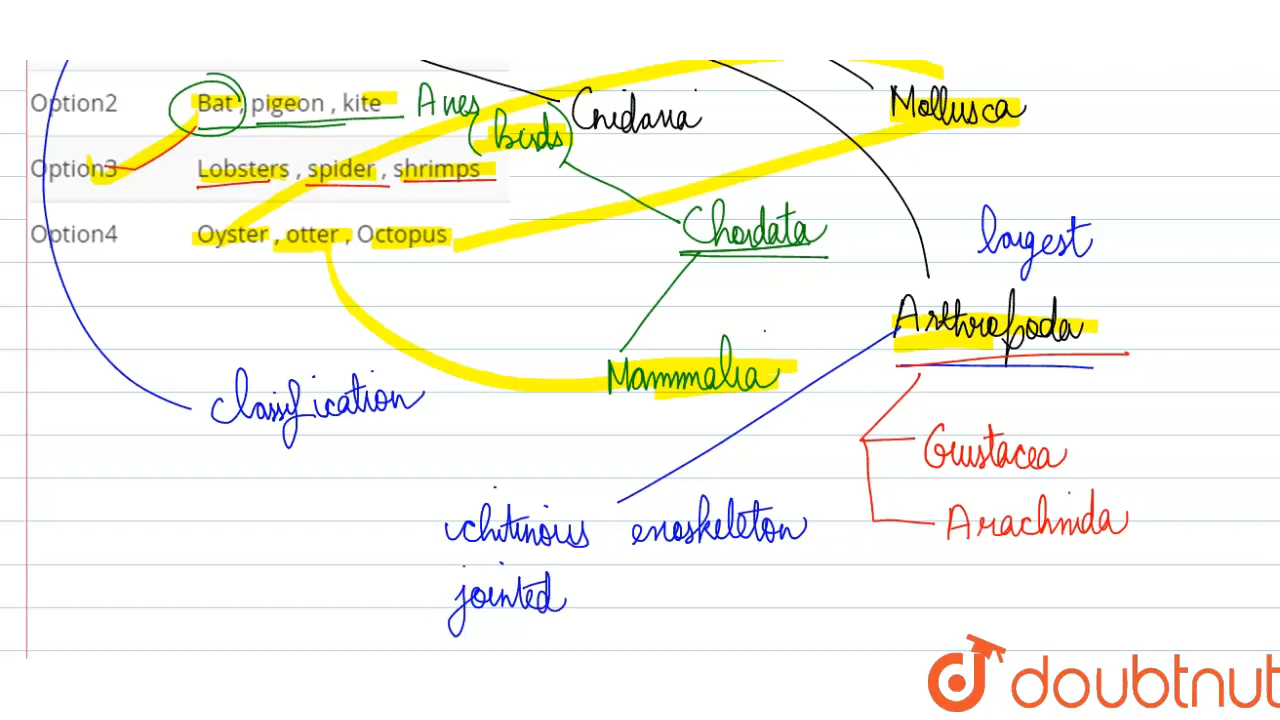 Option2 Bat , pigeon , kite Aves Cnidaria Mollusca
(Birds)
Option3 Lobsters , spider , shrimps
Option4 Oyster , otter , Octopus Chordata largest
Arthropoda
Mammalia
Classification
Crustacea
chitinous exoskeleton Arachnida
jointed
doubtnut